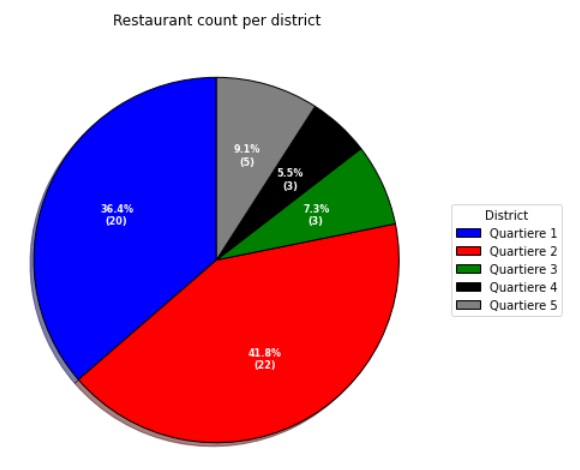 Restaurant count per district
9.1%
(5)
5.5%
(3)
36.4%
(20)
7.3%
(3)
41.8%
(22)
District
Quartiere 1
Quartiere 2
Quartiere 3
Quartiere 4
Quartiere 5